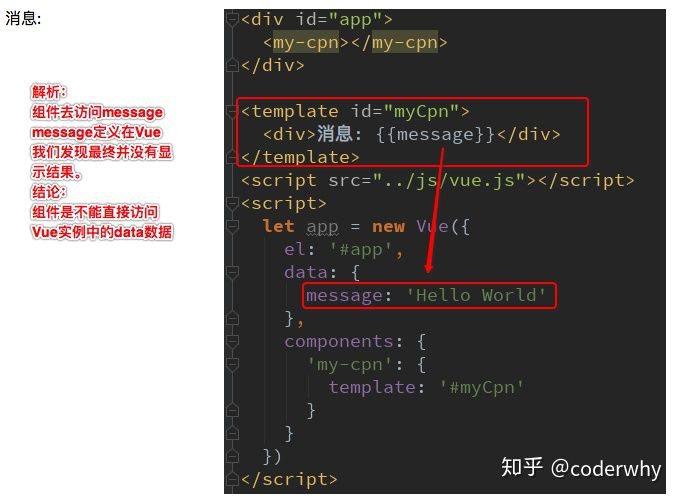 消息:
解析:
组件去访问message
message定义在Vue
我们发现最终并没有显
示结果。
结论:
组件是不能直接访问
Vue实例中的data数据
<div id="app">
  <my-cpn></my-cpn>
</div>
<template id="myCpn">
  <div>消息: {{message}}</div>
</template>
<script src="../js/vue.js"></script>
<script>
  let app = new Vue({
    el: '#app',
    data: {
      message: 'Hello World'
    },
    components: {
      'my-cpn': {
        template: '#myCpn'
      }
    }
  })
</script>
知乎 @coderwhy